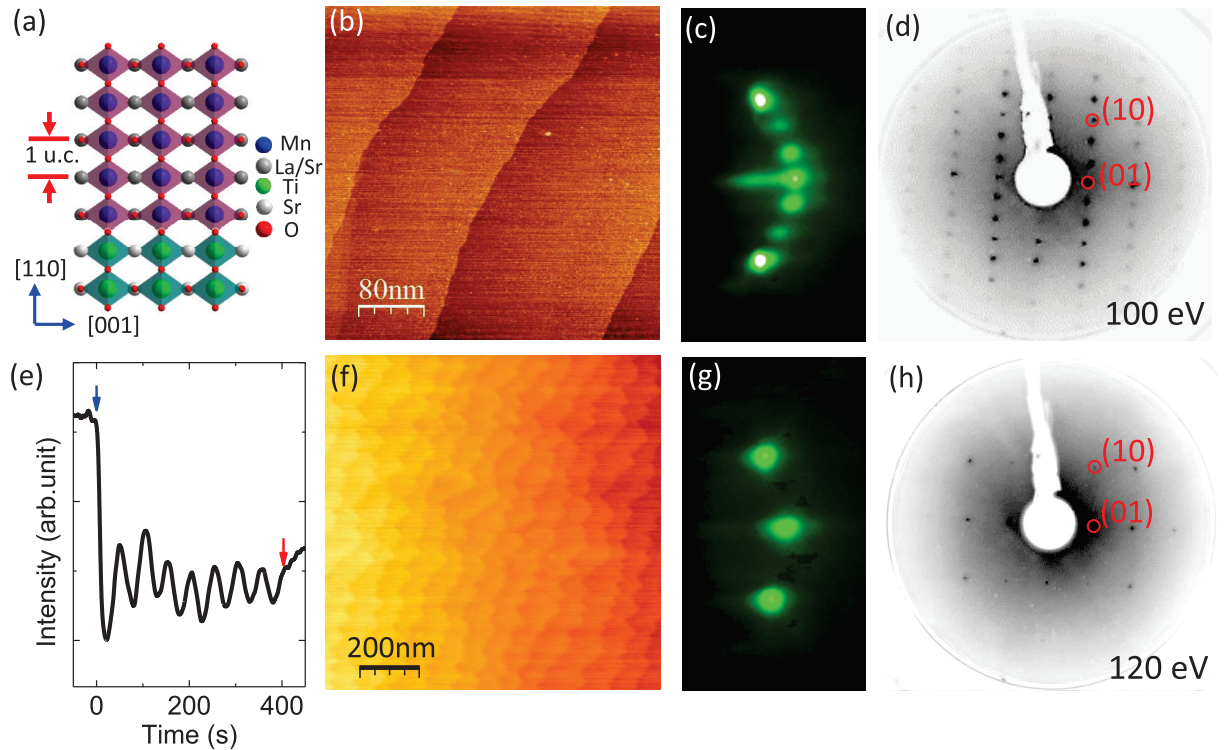 (a)
1 u.c.
Mn
La/Sr
Ti
Sr
O
[110]
[001]
(b)
80nm
(c)
(d)
(10)
(01)
100 eV
(e)
Intensity (arb.unit)
0
200
400
Time (s)
(f)
200nm
(g)
(h)
(10)
(01)
120 eV